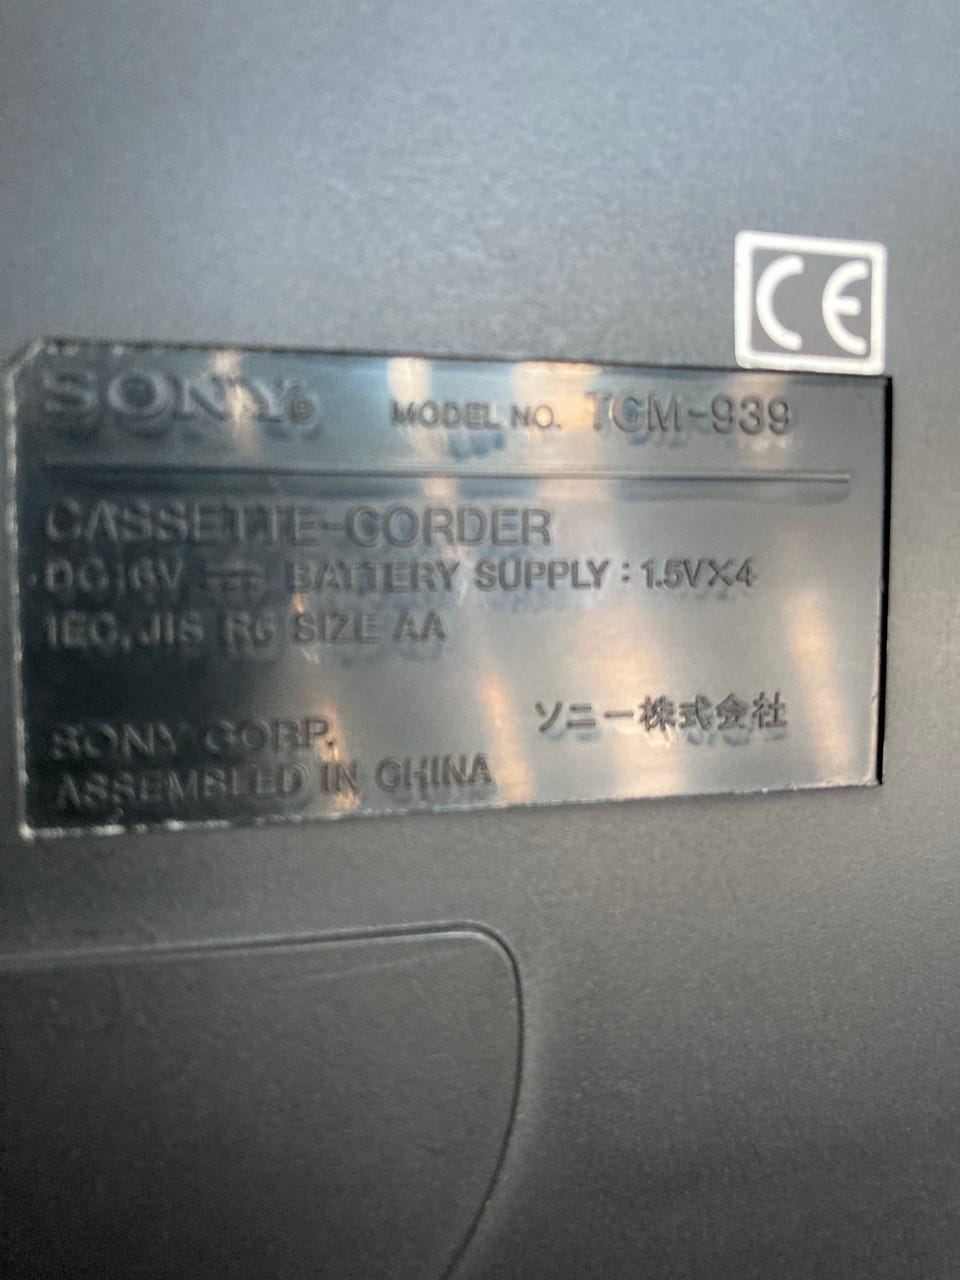 CE
SONY® MODEL NO. TCM-939
CASSETTE-CORDER
DC:6V ⎓ BATTERY SUPPLY : 1.5V×4
IEC, JIS R6 SIZE AA
ソニー株式会社
SONY CORP.
ASSEMBLED IN CHINA